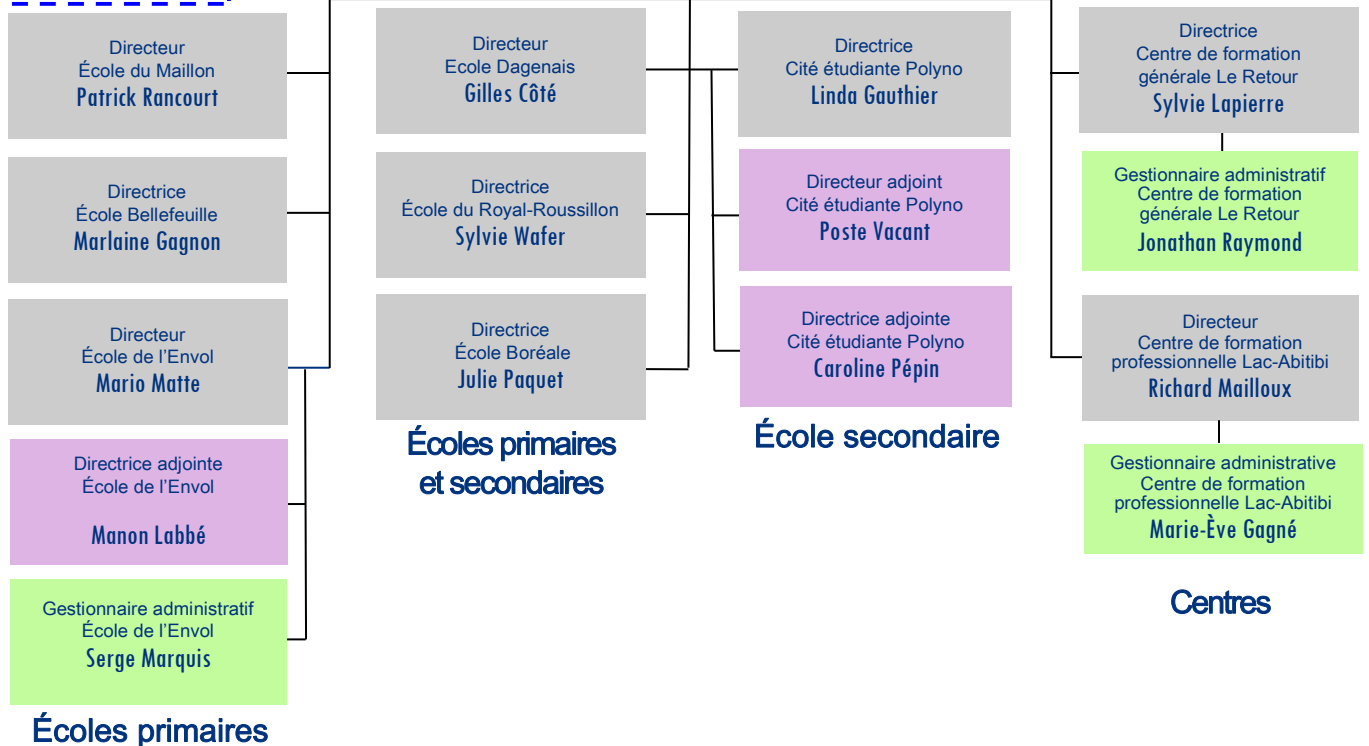 Directeur
École du Maillon
Patrick Rancourt
Directrice
École Bellefeuille
Marlaine Gagnon
Directeur
École de l'Envol
Mario Matte
Directrice adjointe
École de l'Envol
Manon Labbé
Gestionnaire administratif
École de l'Envol
Serge Marquis
Écoles primaires
Directeur
Ecole Dagenais
Gilles Côté
Directrice
École du Royal-Roussillon
Sylvie Wafer
Directrice
École Boréale
Julie Paquet
Écoles primaires
et secondaires
Directrice
Cité étudiante Polyno
Linda Gauthier
Directeur adjoint
Cité étudiante Polyno
Poste Vacant
Directrice adjointe
Cité étudiante Polyno
Caroline Pépin
École secondaire
Directrice
Centre de formation
générale Le Retour
Sylvie Lapierre
Gestionnaire administratif
Centre de formation
générale Le Retour
Jonathan Raymond
Directeur
Centre de formation
professionnelle Lac-Abitibi
Richard Mailloux
Gestionnaire administrative
Centre de formation
professionnelle Lac-Abitibi
Marie-Ève Gagné
Centres